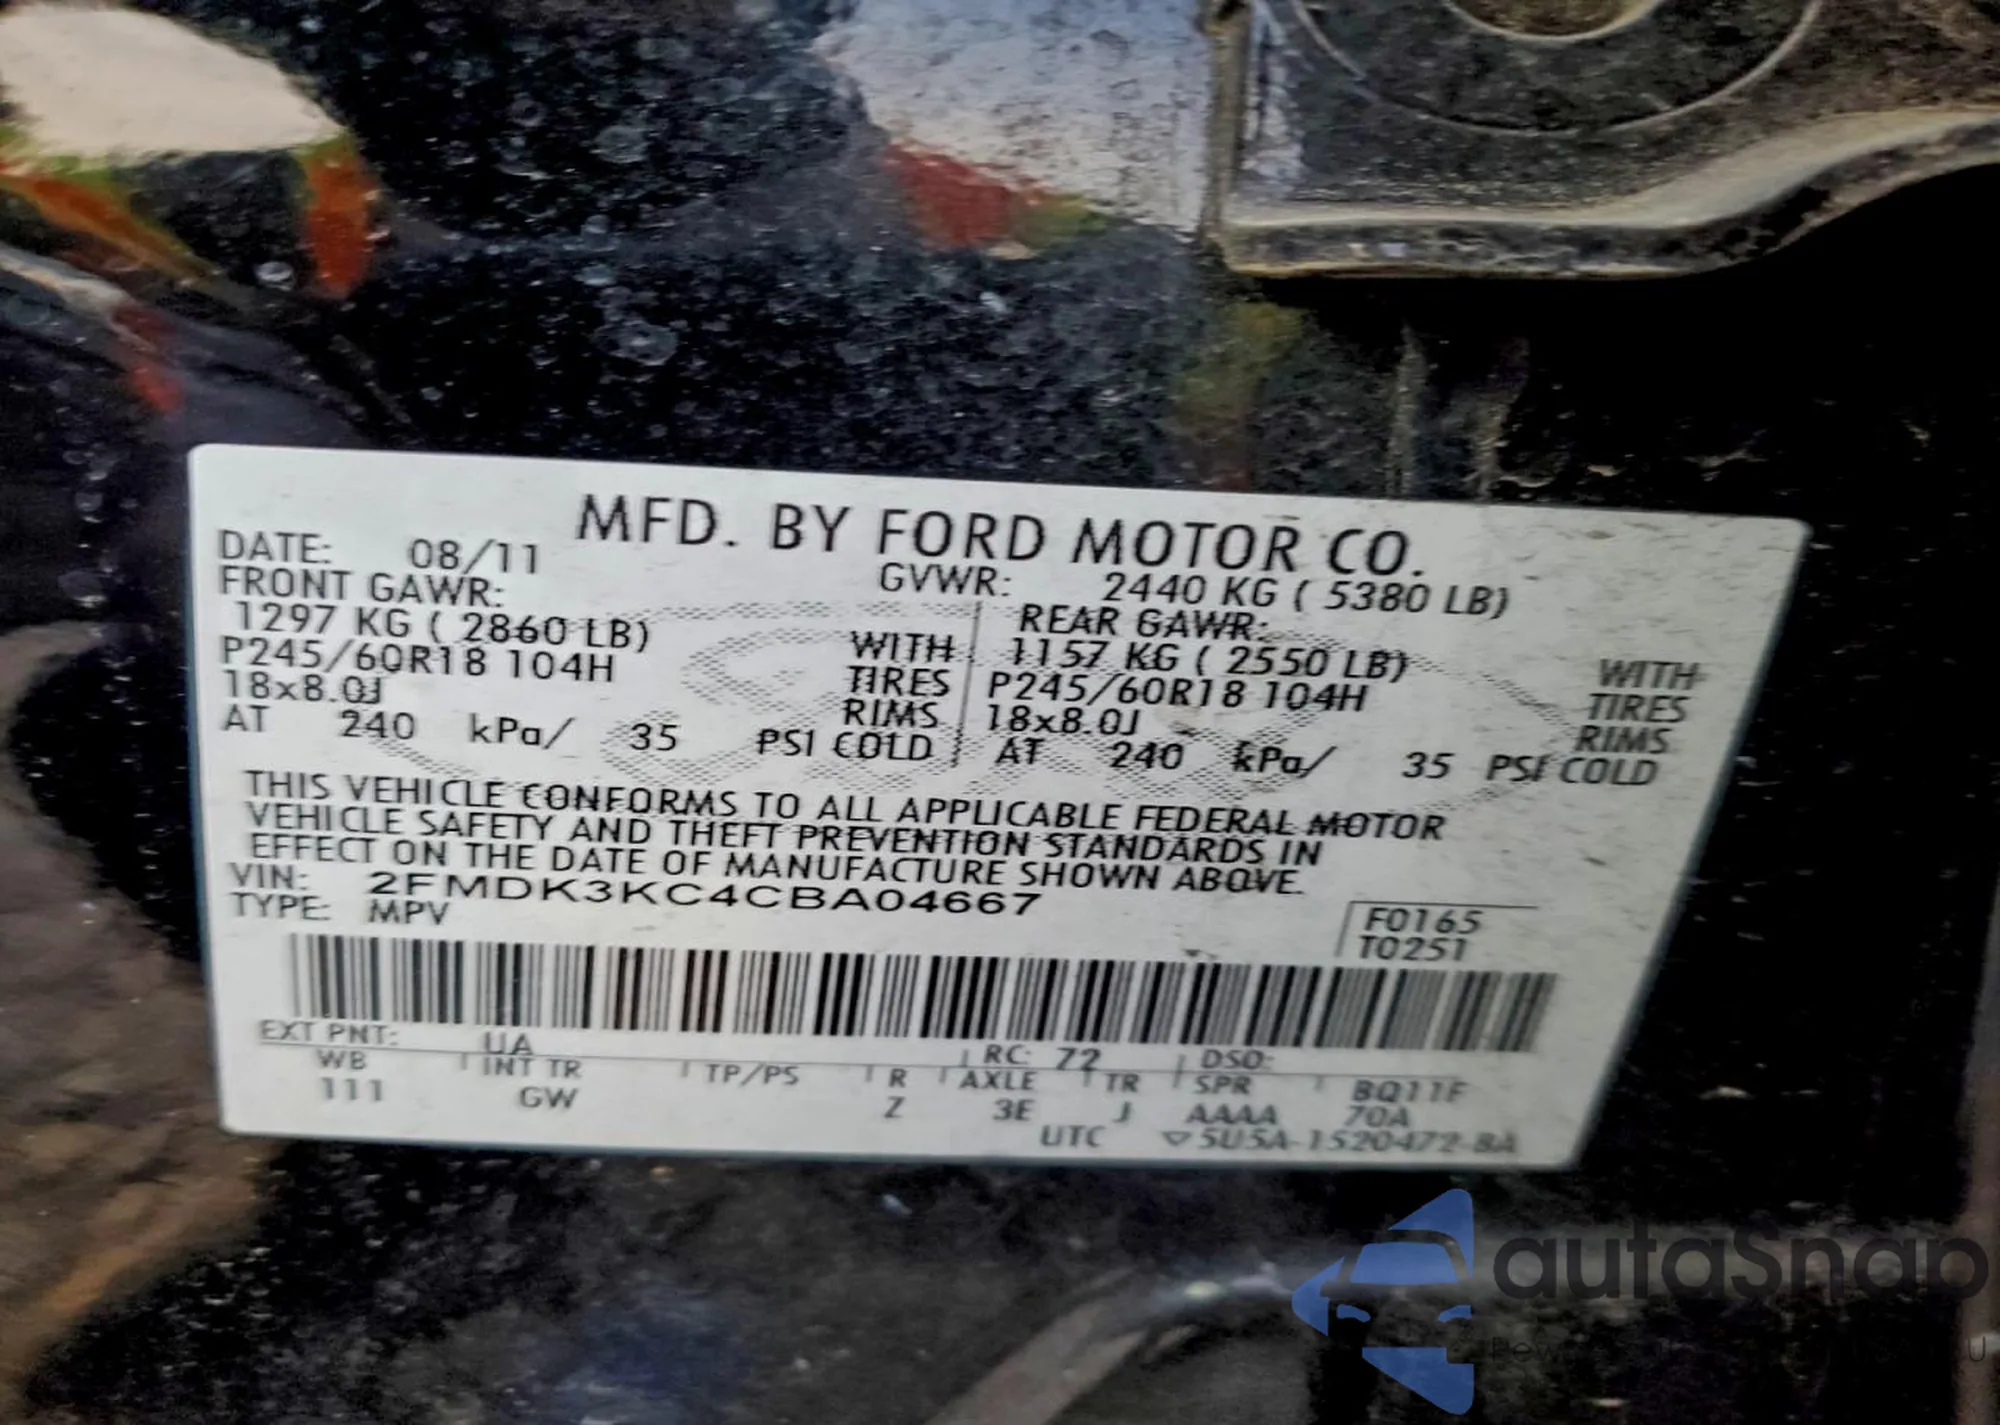 MFD. BY FORD MOTOR CO.
DATE: 08/11 GVWR: 2440 KG ( 5380 LB)
FRONT GAWR: REAR GAWR:
1297 KG ( 2860 LB) WITH 1157 KG ( 2550 LB) WITH
P245/60R18 104H TIRES P245/60R18 104H TIRES
18x8.0J RIMS 18x8.0J RIMS
AT 240 kPa/ 35 PSI COLD AT 240 kPa/ 35 PSI COLD
THIS VEHICLE CONFORMS TO ALL APPLICABLE FEDERAL MOTOR
VEHICLE SAFETY AND THEFT PREVENTION STANDARDS IN
EFFECT ON THE DATE OF MANUFACTURE SHOWN ABOVE.
VIN: 2FMDK3KC4CBA04667
TYPE: MPV
F0165
T0251
EXT PNT: UA RC: 72 DSO:
WB INT TR TP/PS R AXLE TR SPR BQ11F
111 GW Z 3E J AAAA 70A
UTC ▽5U5A-1520472-BA
autaSnap